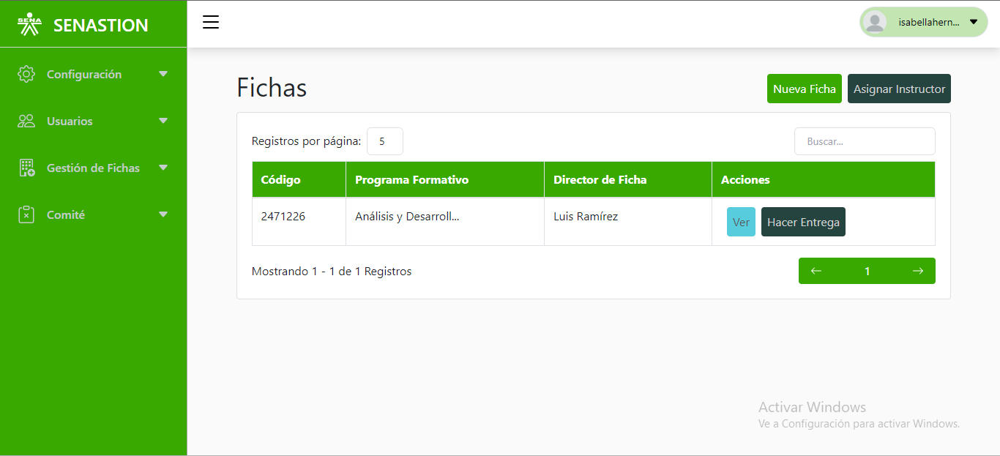 SENA
SENASTION
isabellahern...
Configuración
Usuarios
Gestión de Fichas
Comité
Fichas
Nueva Ficha
Asignar Instructor
Registros por página: 5
Buscar...
Código Programa Formativo Director de Ficha Acciones
2471226 Análisis y Desarroll... Luis Ramírez Ver Hacer Entrega
Mostrando 1 - 1 de 1 Registros
← 1 →
Activar Windows
Ve a Configuración para activar Windows.